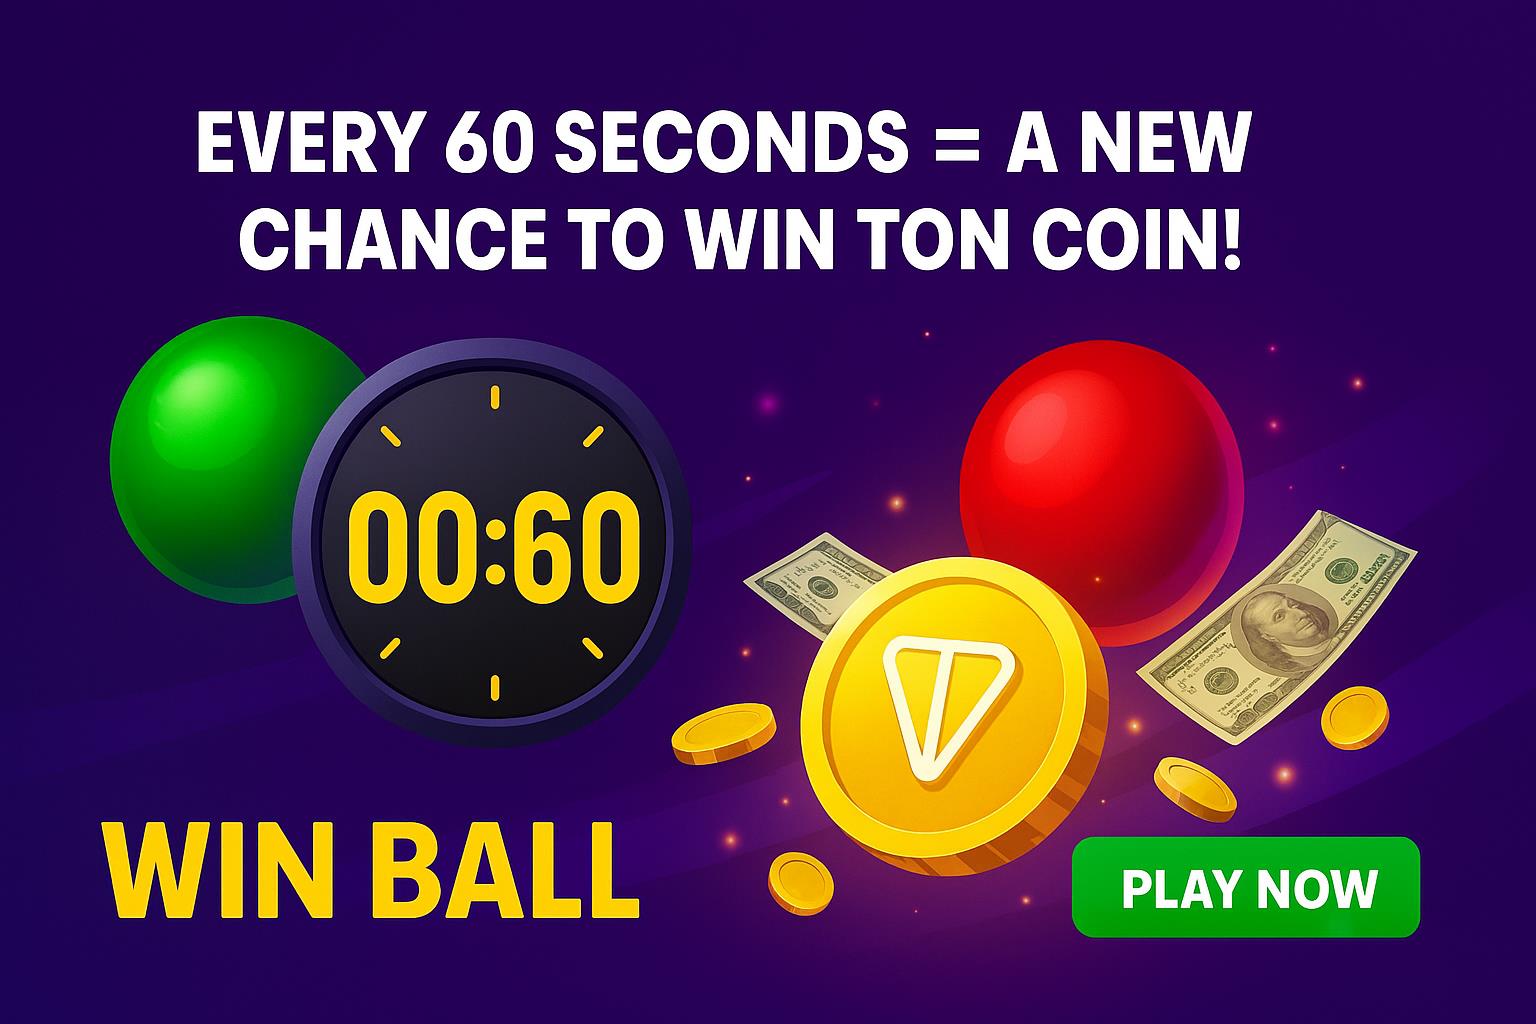 EVERY 60 SECONDS = A NEW
CHANCE TO WIN TON COIN!
00:60
WIN BALL
PLAY NOW